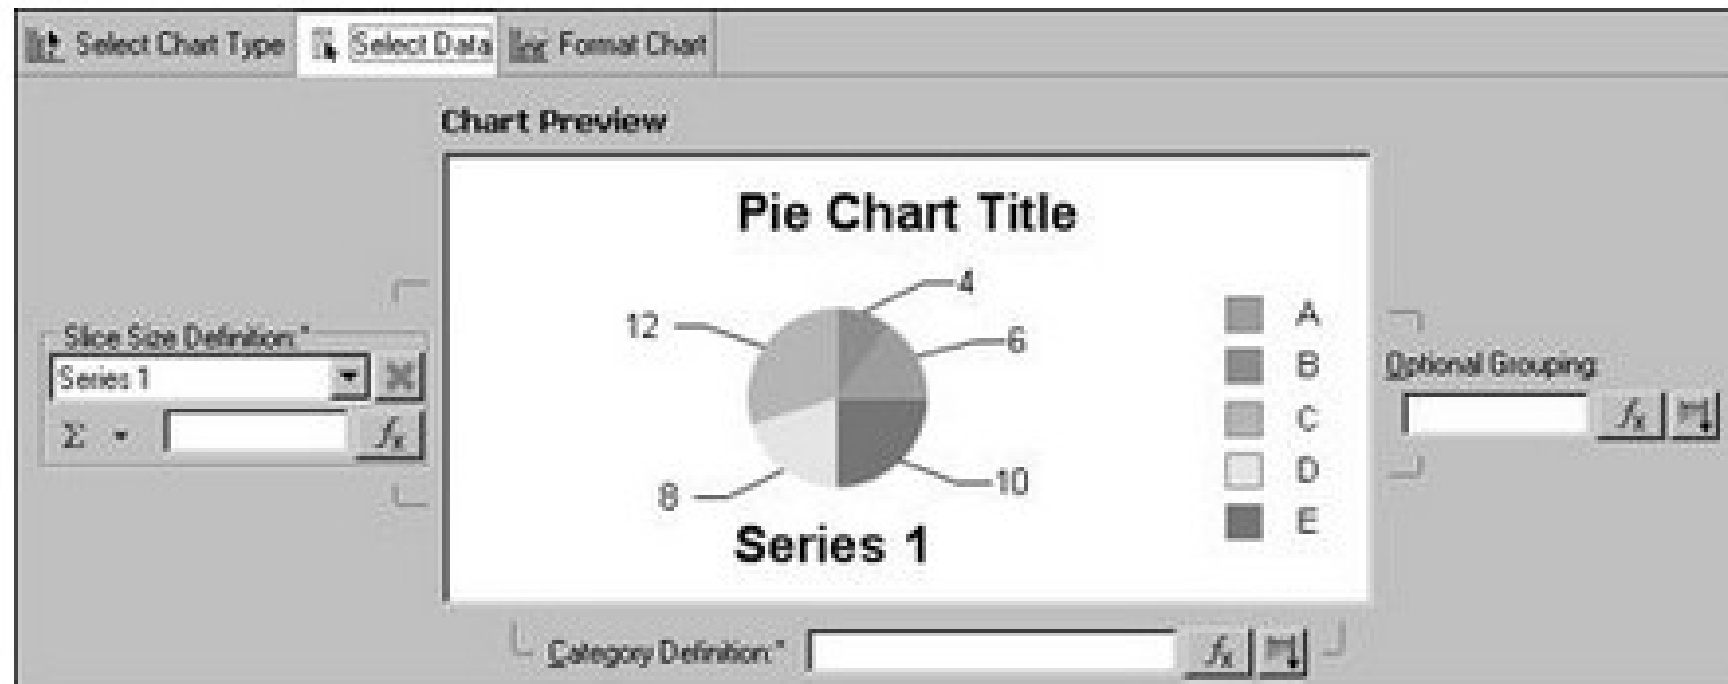 Select Chart Type Select Data Format Chart
Chart Preview
Pie Chart Title
4
12
6
8
10
Series 1
A
B
C
D
E
Slice Size Definition:*
Series 1
Σ fx
Optional Grouping:
fx
Category Definition:* fx